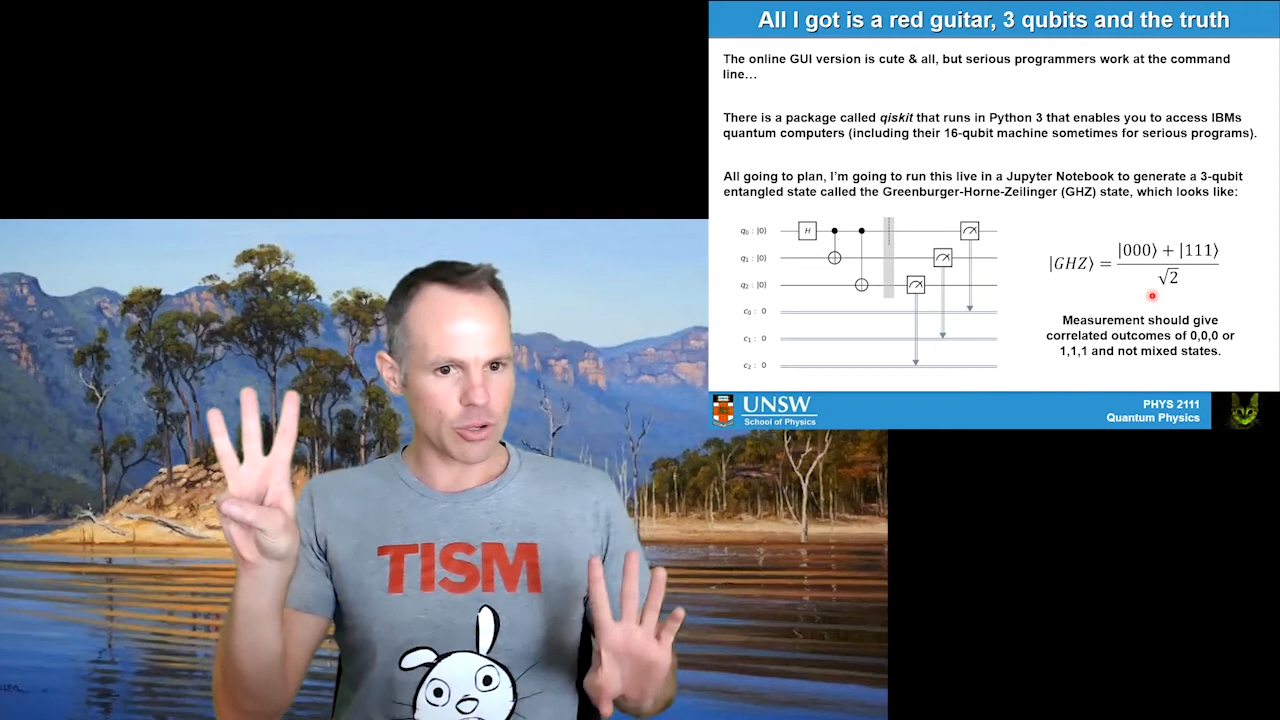 All I got is a red guitar, 3 qubits and the truth
The online GUI version is cute & all, but serious programmers work at the command
line…
There is a package called qiskit that runs in Python 3 that enables you to access IBMs
quantum computers (including their 16-qubit machine sometimes for serious programs).
All going to plan, I'm going to run this live in a Jupyter Notebook to generate a 3-qubit
entangled state called the Greenburger-Horne-Zeilinger (GHZ) state, which looks like:
q₀ : |0⟩ H
q₁ : |0⟩
q₂ : |0⟩
c₀ : 0
c₁ : 0
c₂ : 0
|GHZ⟩ = |000⟩ + |111⟩
√2
Measurement should give
correlated outcomes of 0,0,0 or
1,1,1 and not mixed states.
UNSW
School of Physics
PHYS 2111
Quantum Physics
TISM